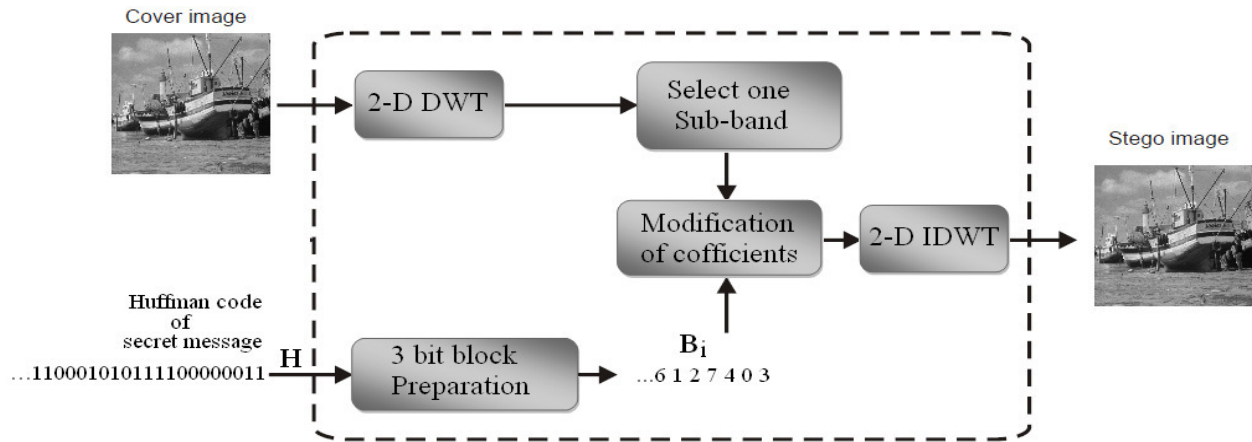 Cover image
2-D DWT
Select one
Sub-band
Stego image
Modification
of cofficients
2-D IDWT
Huffman code
of
secret message
...110001010111100000011
H
3 bit block
Preparation
Bi
...6 1 2 7 4 0 3